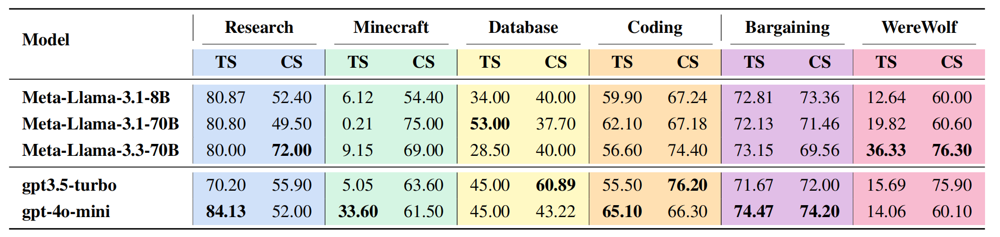 Model Research Minecraft Database Coding Bargaining WereWolf
TS CS TS CS TS CS TS CS TS CS TS CS
Meta-Llama-3.1-8B 80.87 52.40 6.12 54.40 34.00 40.00 59.90 67.24 72.81 73.36 12.64 60.00
Meta-Llama-3.1-70B 80.80 49.50 0.21 75.00 53.00 37.70 62.10 67.18 72.13 71.46 19.82 60.60
Meta-Llama-3.3-70B 80.00 72.00 9.15 69.00 28.50 40.00 56.60 74.40 73.15 69.56 36.33 76.30
gpt3.5-turbo 70.20 55.90 5.05 63.60 45.00 60.89 55.50 76.20 71.67 72.00 15.69 75.90
gpt-4o-mini 84.13 52.00 33.60 61.50 45.00 43.22 65.10 66.30 74.47 74.20 14.06 60.10